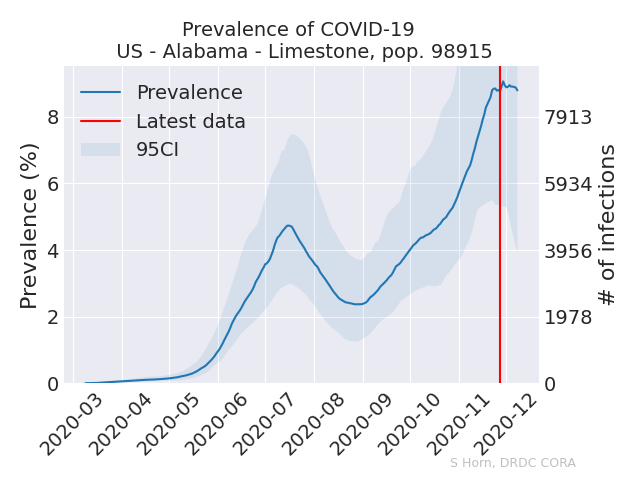 Prevalence of COVID-19
US - Alabama - Limestone, pop. 98915
Prevalence
Latest data
95CI
Prevalence (%)
8
6
4
2
0
7913
5934
3956
1978
0
# of infections
2020-03
2020-04
2020-05
2020-06
2020-07
2020-08
2020-09
2020-10
2020-11
2020-12
S Horn, DRDC CORA